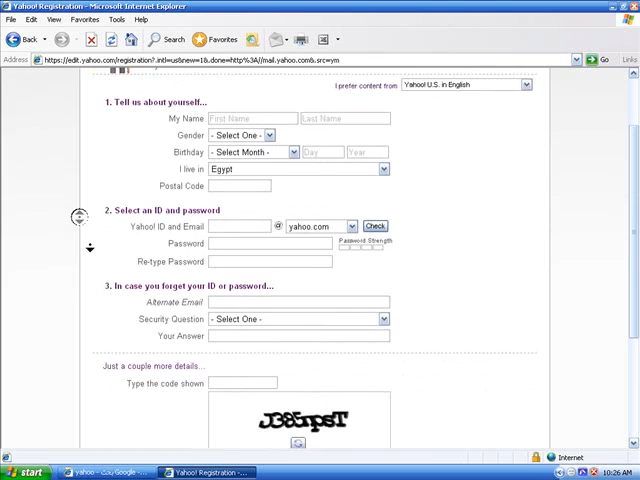 Yahoo! Registration - Microsoft Internet Explorer
File Edit View Favorites Tools Help
Back Search Favorites
Address https://edit.yahoo.com/registration?.intl=us&new=1&.done=http%3A//mail.yahoo.com&.src=ym Go
I prefer content from Yahoo! U.S. in English
1. Tell us about yourself...
My Name First Name Last Name
Gender - Select One -
Birthday - Select Month - Day Year
I live in Egypt
Postal Code
2. Select an ID and password
Yahoo! ID and Email @ yahoo.com Check
Password Password Strength
Re-type Password
3. In case you forget your ID or password...
Alternate Email
Security Question - Select One -
Your Answer
Just a couple more details...
Type the code shown
Internet
start yahoo - بحث Google -... Yahoo! Registration -... 10:26 AM